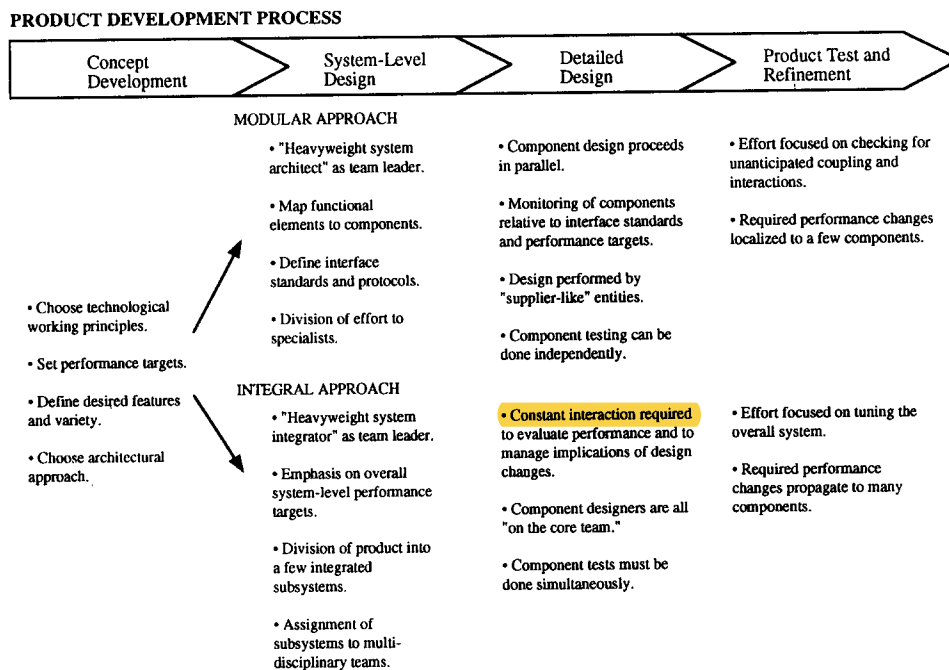 PRODUCT DEVELOPMENT PROCESS
Concept
Development
System-Level
Design
Detailed
Design
Product Test and
Refinement
• Choose technological
working principles.
• Set performance targets.
• Define desired features
and variety.
• Choose architectural
approach.
MODULAR APPROACH
• "Heavyweight system
architect" as team leader.
• Map functional
elements to components.
• Define interface
standards and protocols.
• Division of effort to
specialists.
• Component design proceeds
in parallel.
• Monitoring of components
relative to interface standards
and performance targets.
• Design performed by
"supplier-like" entities.
• Component testing can be
done independently.
• Effort focused on checking for
unanticipated coupling and
interactions.
• Required performance changes
localized to a few components.
INTEGRAL APPROACH
• "Heavyweight system
integrator" as team leader.
• Emphasis on overall
system-level performance
targets.
• Division of product into
a few integrated
subsystems.
• Assignment of
subsystems to multi-
disciplinary teams.
• Constant interaction required
to evaluate performance and to
manage implications of design
changes.
• Component designers are all
"on the core team."
• Component tests must be
done simultaneously.
• Effort focused on tuning the
overall system.
• Required performance
changes propagate to many
components.